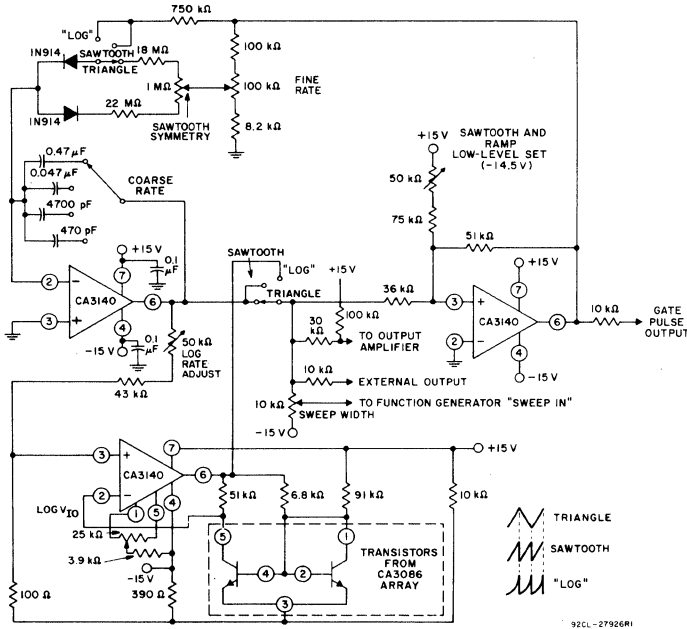 750 kΩ
"LOG"
1N914
SAWTOOTH
TRIANGLE
18 MΩ
100 kΩ
1 MΩ
100 kΩ
FINE
RATE
1N914
22 MΩ
SAWTOOTH
SYMMETRY
8.2 kΩ
+15 V
SAWTOOTH AND
RAMP
LOW-LEVEL SET
(-14.5V)
0.47 μF
0.047 μF
4700 pF
470 pF
COARSE
RATE
50 kΩ
75 kΩ
51 kΩ
+15 V
0.1
μF
SAWTOOTH
"LOG"
TRIANGLE
+15V
36 kΩ
+15V
2
−
7
CA3140
6
3
+
4
-15 V
0.1
μF
50 kΩ
LOG
RATE
ADJUST
30
kΩ
100 kΩ
TO OUTPUT
AMPLIFIER
3
+
7
CA3140
6
2
−
4
-15V
10 kΩ
GATE
PULSE
OUTPUT
43 kΩ
10 kΩ
EXTERNAL OUTPUT
10 kΩ
TO FUNCTION GENERATOR "SWEEP IN"
SWEEP WIDTH
-15 V
3
+
7
CA3140
6
2
−
1
5
4
+15 V
LOG VIO
25 kΩ
3.9 kΩ
-15 V
100 Ω
390 Ω
51 kΩ
6.8 kΩ
91 kΩ
10 kΩ
5
1
4
2
3
TRANSISTORS
FROM
CA3086
ARRAY
TRIANGLE
SAWTOOTH
"LOG"
92CL-27926R1